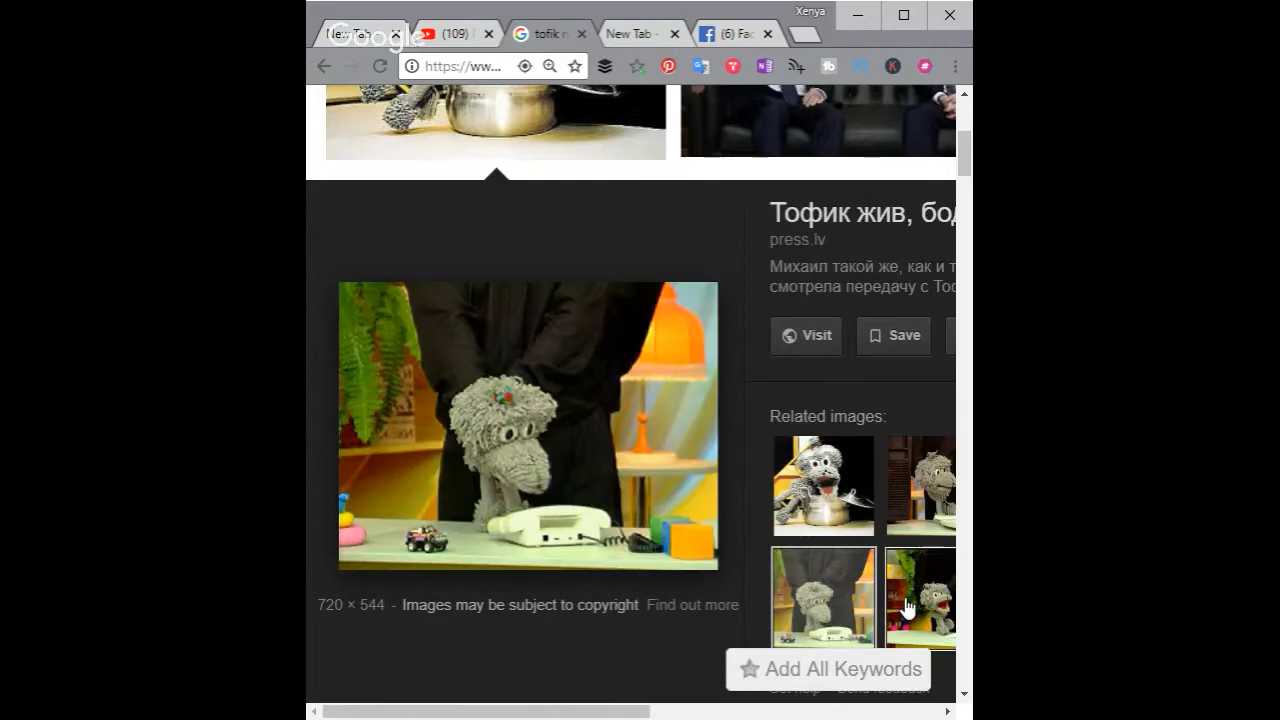 Xenya
New Tab
(109)
tofik
New Tab -
(6) Fac
Google
https://ww...
Тофик жив, бо
press.lv
Михаил такой же, как и т
смотрела передачу с То
Visit
Save
Related images:
720 × 544 - Images may be subject to copyright Find out more
Add All Keywords